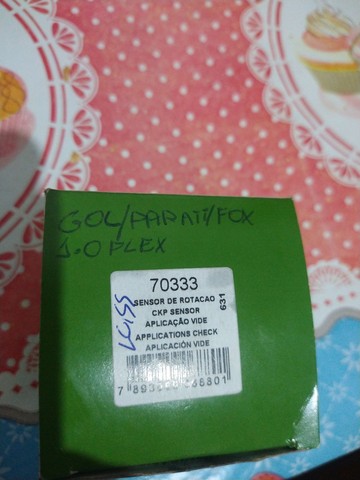 GOL/PARATI/FOX
1.0 FLEX
70333
SENSOR DE ROTACAO
CKP SENSOR
APLICAÇÃO VIDE
APPLICATIONS CHECK
APLICACIÓN VIDE
631